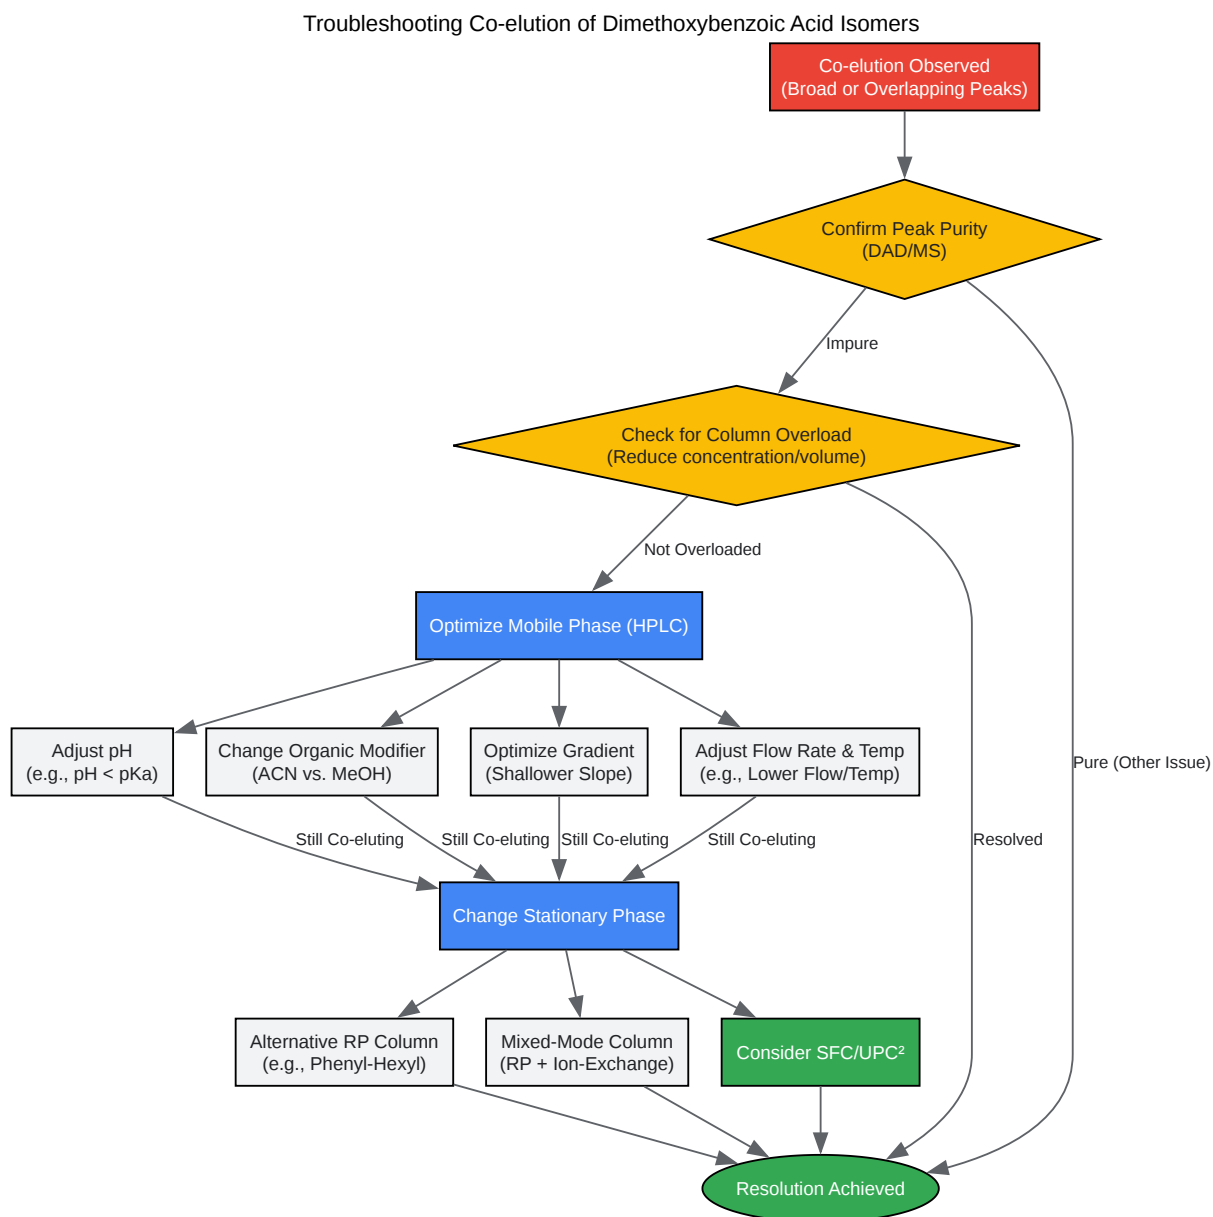 Troubleshooting Co-elution of Dimethoxybenzoic Acid Isomers
Co-elution Observed
(Broad or Overlapping Peaks)
Confirm Peak Purity
(DAD/MS)
Impure
Check for Column Overload
(Reduce concentration/volume)
Not Overloaded
Optimize Mobile Phase (HPLC)
Adjust pH
(e.g., pH < pKa)
Change Organic Modifier
(ACN vs. MeOH)
Optimize Gradient
(Shallower Slope)
Adjust Flow Rate & Temp
(e.g., Lower Flow/Temp)
Pure (Other Issue)
Still Co-eluting
Still Co-eluting
Still Co-eluting
Still Co-eluting
Resolved
Change Stationary Phase
Alternative RP Column
(e.g., Phenyl-Hexyl)
Mixed-Mode Column
(RP + Ion-Exchange)
Consider SFC/UPC²
Resolution Achieved